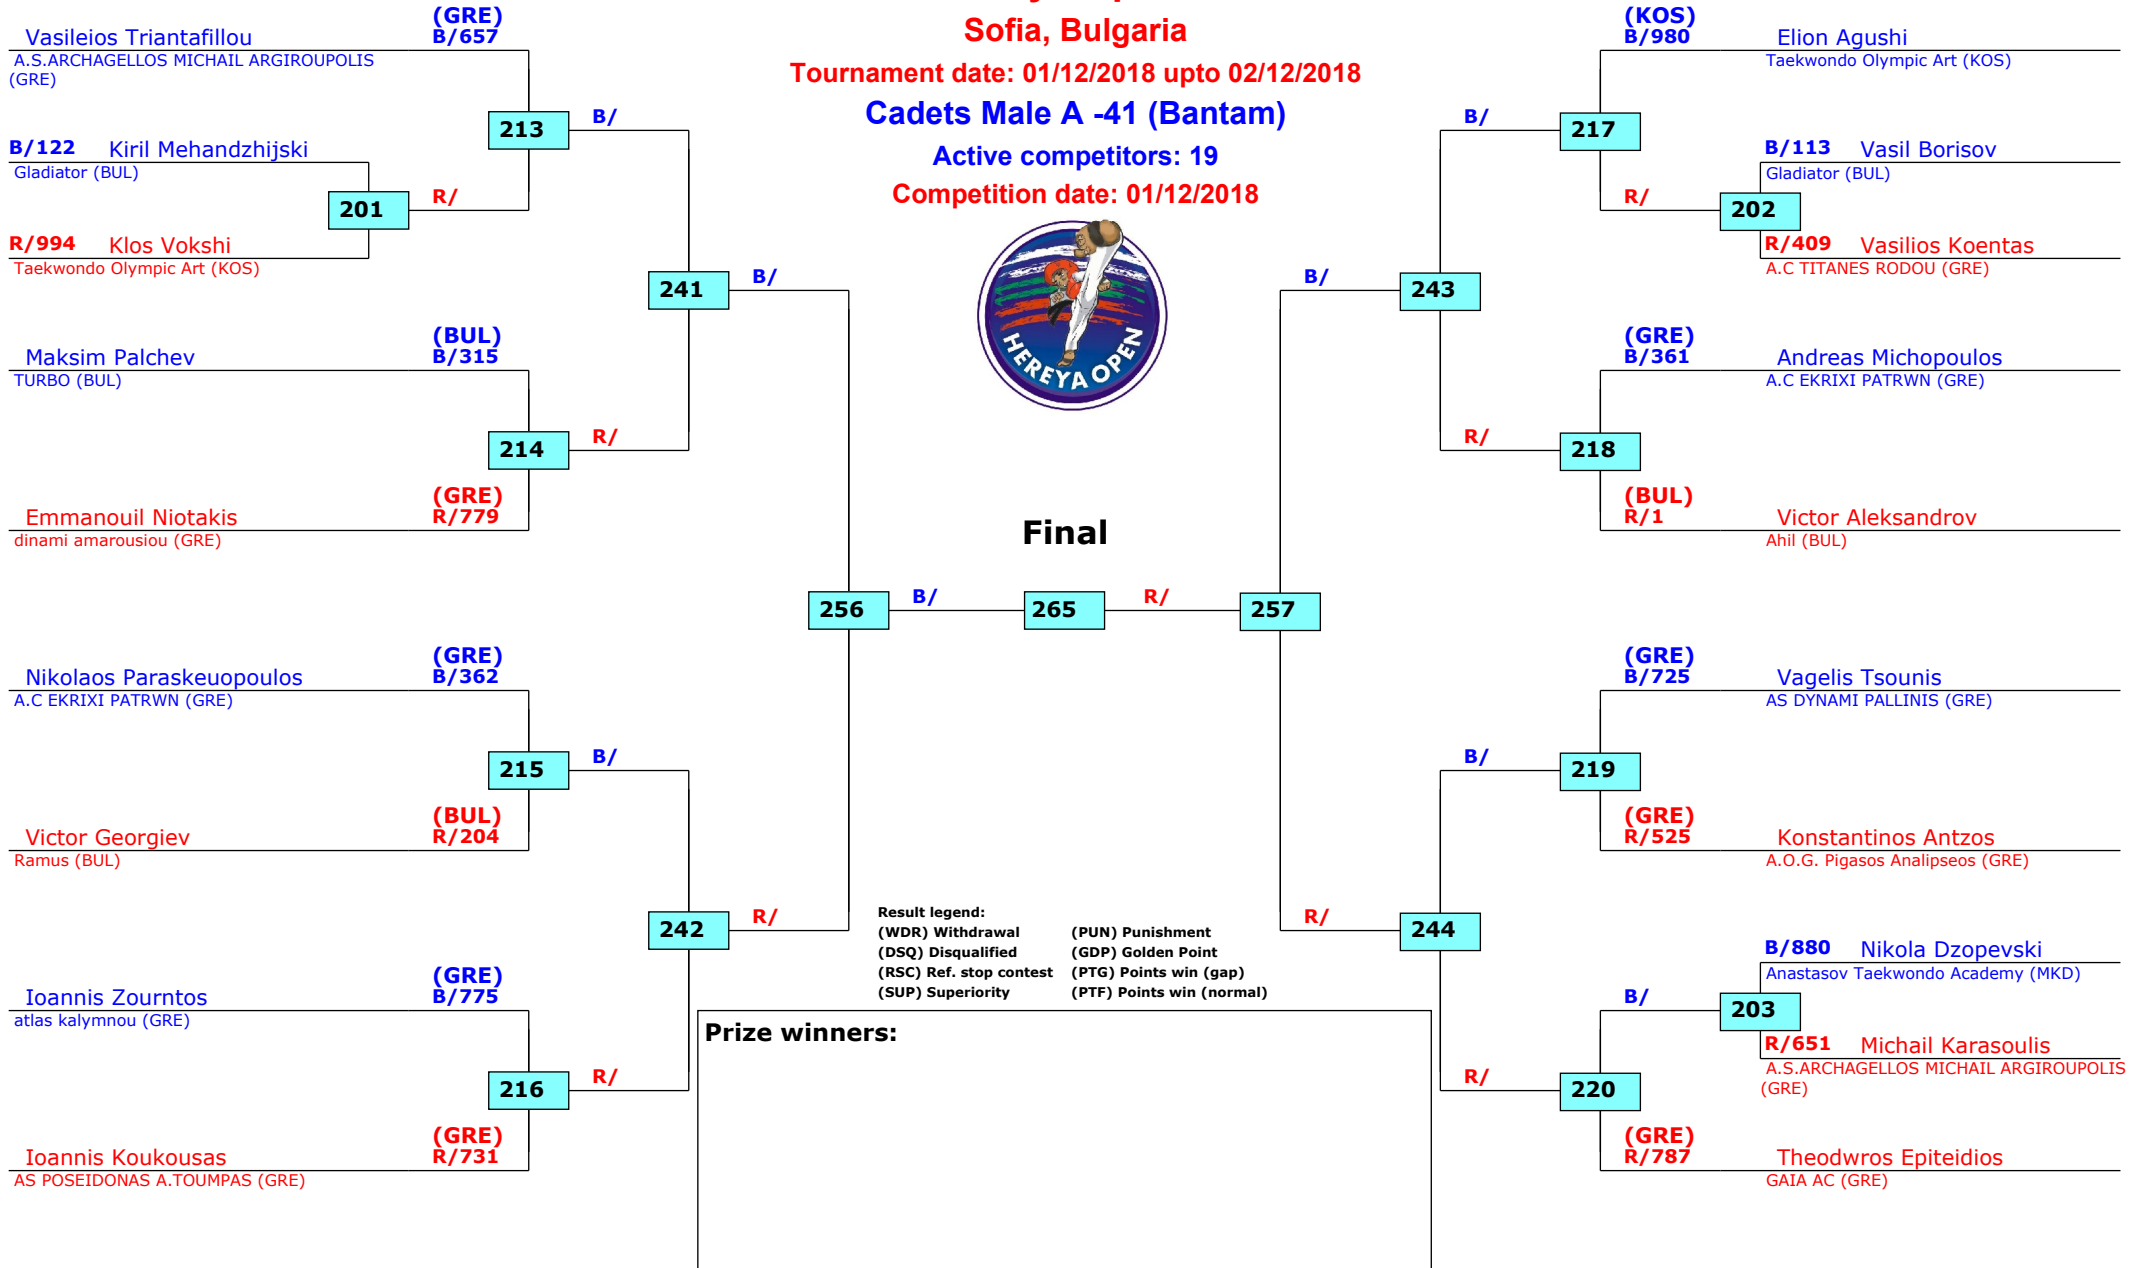 Sofia, Bulgaria
Tournament date: 01/12/2018 upto 02/12/2018
Cadets Male A -41 (Bantam)
Active competitors: 19
Competition date: 01/12/2018
HEREYA OPEN
(GRE)
Vasileios Triantafillou B/657
A.S.ARCHAGELLOS MICHAIL ARGIROUPOLIS
(GRE)
213 B/
B/122 Kiril Mehandzhijski
Gladiator (BUL)
201 R/
R/994 Klos Vokshi
Taekwondo Olympic Art (KOS)
241 B/
(BUL)
Maksim Palchev B/315
TURBO (BUL)
214 R/
(GRE)
Emmanouil Niotakis R/779
dinami amarousiou (GRE)
Final
256 B/ 265 R/ 257
(GRE)
Nikolaos Paraskeuopoulos B/362
A.C EKRIXI PATRWN (GRE)
215 B/
(BUL)
Victor Georgiev R/204
Ramus (BUL)
242 R/
(GRE)
Ioannis Zourntos B/775
atlas kalymnou (GRE)
216 R/
(GRE)
Ioannis Koukousas R/731
AS POSEIDONAS A.TOUMPAS (GRE)
(KOS)
B/980 Elion Agushi
Taekwondo Olympic Art (KOS)
B/ 217
B/113 Vasil Borisov
Gladiator (BUL)
R/ 202
R/409 Vasilios Koentas
A.C TITANES RODOU (GRE)
B/ 243
(GRE)
B/361 Andreas Michopoulos
A.C EKRIXI PATRWN (GRE)
R/ 218
(BUL)
R/1 Victor Aleksandrov
Ahil (BUL)
(GRE)
B/725 Vagelis Tsounis
AS DYNAMI PALLINIS (GRE)
B/ 219
(GRE)
R/525 Konstantinos Antzos
A.O.G. Pigasos Analipseos (GRE)
R/ 244
B/880 Nikola Dzopevski
Anastasov Taekwondo Academy (MKD)
B/ 203
R/651 Michail Karasoulis
A.S.ARCHAGELLOS MICHAIL ARGIROUPOLIS
(GRE)
R/ 220
(GRE)
R/787 Theodwros Epiteidios
GAIA AC (GRE)
Result legend:
(WDR) Withdrawal (PUN) Punishment
(DSQ) Disqualified (GDP) Golden Point
(RSC) Ref. stop contest (PTG) Points win (gap)
(SUP) Superiority (PTF) Points win (normal)
Prize winners: